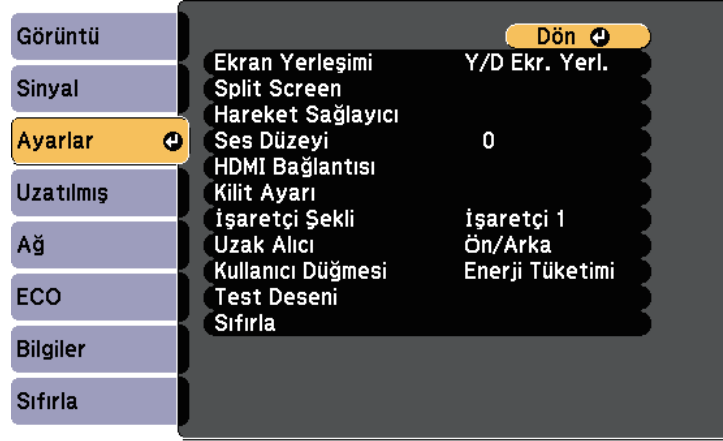 Görüntü
Sinyal
Ayarlar
Uzatılmış
Ağ
ECO
Bilgiler
Sıfırla
Dön
Ekran Yerleşimi Y/D Ekr. Yerl.
Split Screen
Hareket Sağlayıcı
Ses Düzeyi 0
HDMI Bağlantısı
Kilit Ayarı
İşaretçi Şekli İşaretçi 1
Uzak Alıcı Ön/Arka
Kullanıcı Düğmesi Enerji Tüketimi
Test Deseni
Sıfırla